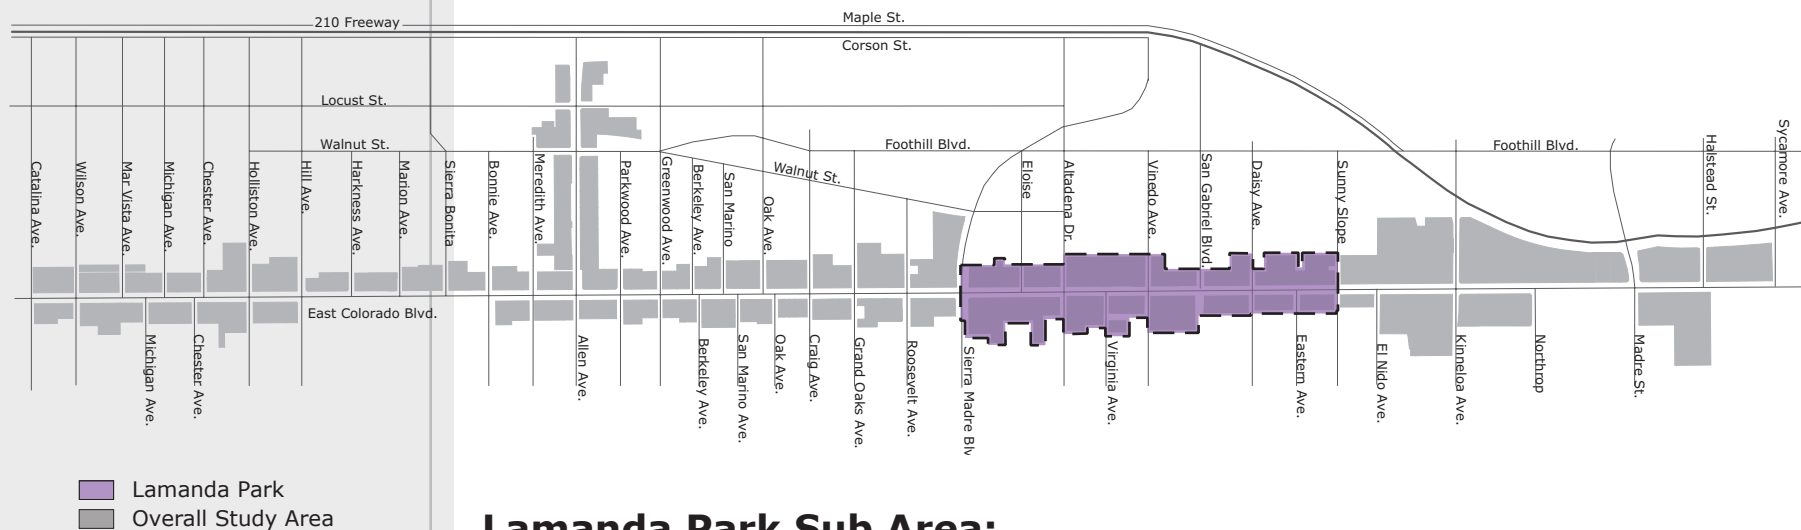 210 Freeway
Maple St.
Corson St.
Locust St.
Walnut St.
Foothill Blvd.
Foothill Blvd.
Walnut St.
Catalina Ave.
Wilson Ave.
Mar Vista Ave.
Michigan Ave.
Chester Ave.
Holliston Ave.
Hill Ave.
Harkness Ave.
Marion Ave.
Sierra Bonita
Bonnie Ave.
Meredith Ave.
Parkwood Ave.
Greenwood Ave.
Berkeley Ave.
San Marino
Oak Ave.
Eloise
Altadena Dr.
Vinedo Ave.
San Gabriel Blvd.
Daisy Ave.
Sunny Slope
Halstead St.
Sycamore Ave.
East Colorado Blvd.
Michigan Ave.
Chester Ave.
Allen Ave.
Berkeley Ave.
San Marino Ave.
Oak Ave.
Craig Ave.
Grand Oaks Ave.
Roosevelt Ave.
Sierra Madre Blv
Virginia Ave.
Eastern Ave.
El Nido Ave.
Kinneloa Ave.
Northrop
Madre St.
Lamanda Park
Overall Study Area
Lamanda Park Sub Area: